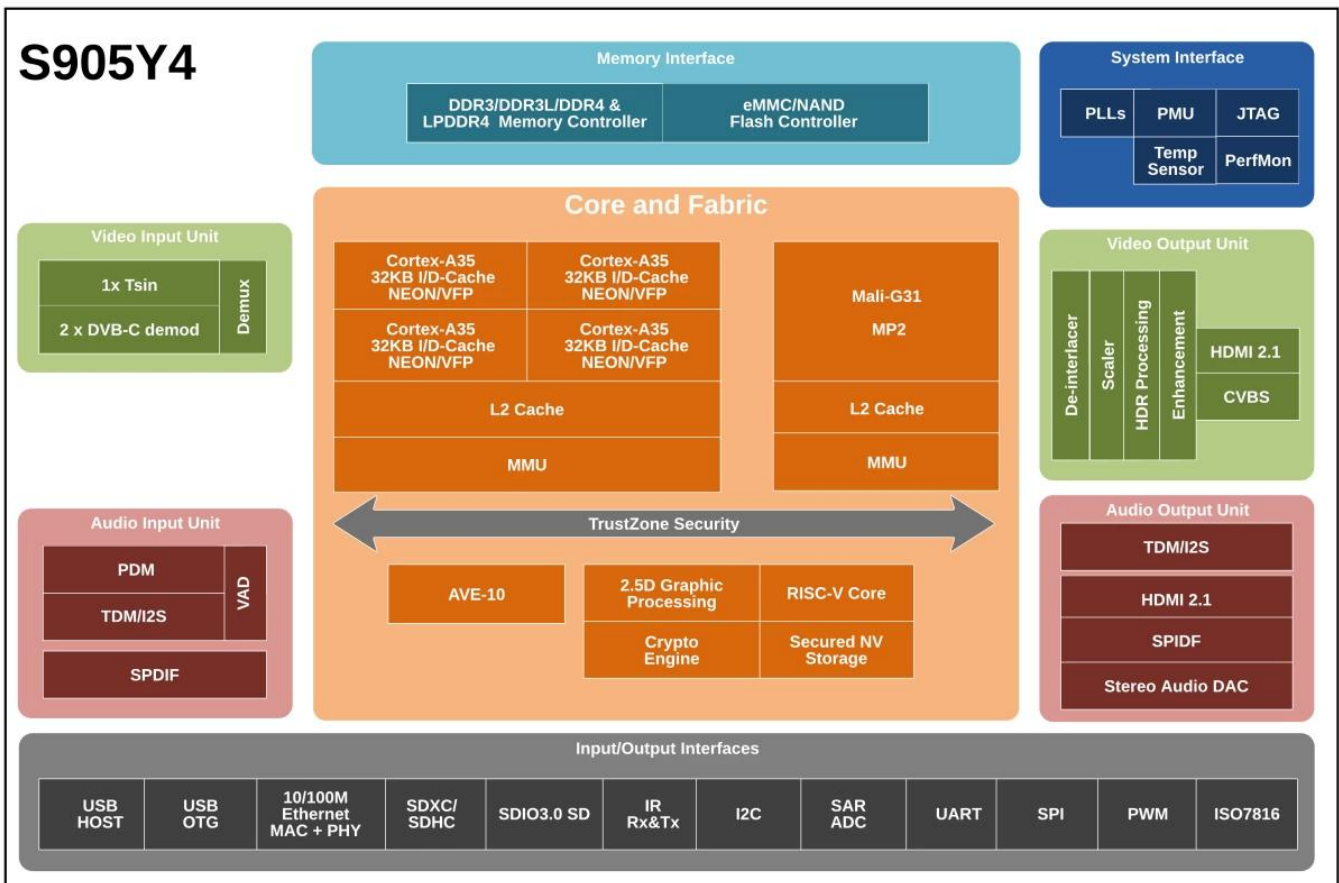 S905Y4
Memory Interface
DDR3/DDR3L/DDR4 &
LPDDR4 Memory Controller
eMMC/NAND
Flash Controller
System Interface
PLLs
PMU
JTAG
Temp
Sensor
PerfMon
Video Input Unit
1x Tsin
2 x DVB-C demod
Demux
Core and Fabric
Cortex-A35
32KB I/D-Cache
NEON/VFP
Cortex-A35
32KB I/D-Cache
NEON/VFP
Cortex-A35
32KB I/D-Cache
NEON/VFP
Cortex-A35
32KB I/D-Cache
NEON/VFP
L2 Cache
MMU
Mali-G31
MP2
L2 Cache
MMU
TrustZone Security
AVE-10
2.5D Graphic
Processing
RISC-V Core
Crypto
Engine
Secured NV
Storage
Video Output Unit
De-interlacer
Scaler
HDR Processing
Enhancement
HDMI 2.1
CVBS
Audio Input Unit
PDM
TDM/I2S
VAD
SPDIF
Audio Output Unit
TDM/I2S
HDMI 2.1
SPIDF
Stereo Audio DAC
Input/Output Interfaces
USB
HOST
USB
OTG
10/100M
Ethernet
MAC + PHY
SDXC/
SDHC
SDIO3.0 SD
IR
Rx&Tx
I2C
SAR
ADC
UART
SPI
PWM
ISO7816